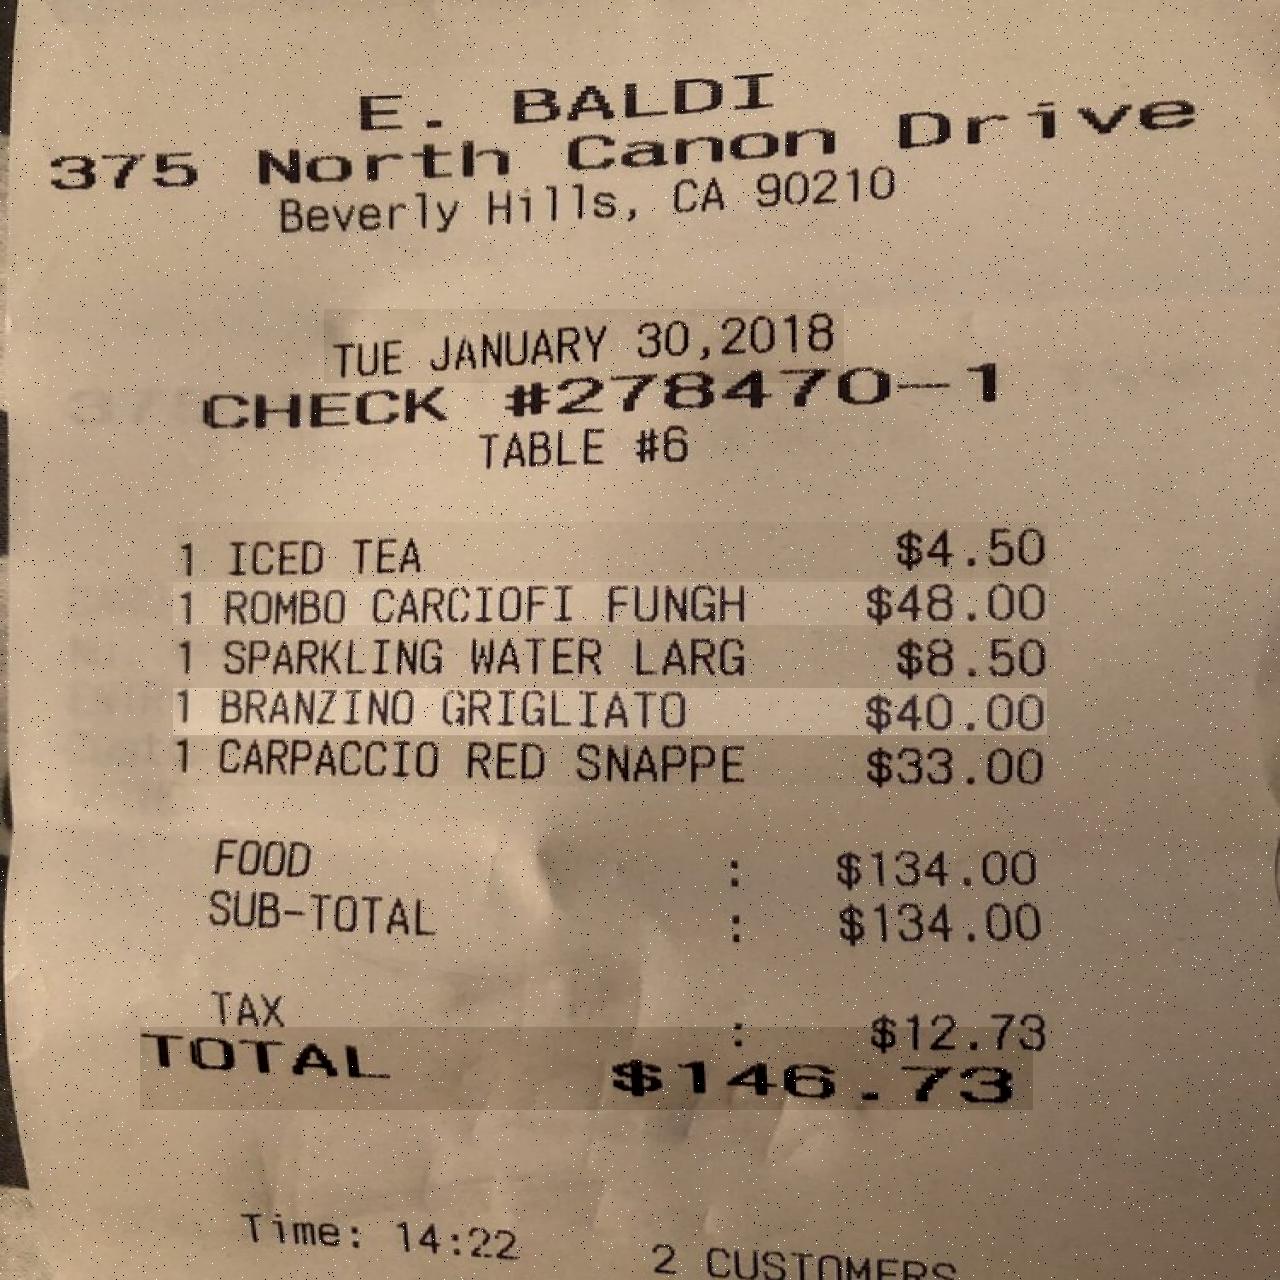 E. BALDI
375 North Canon Drive
Beverly Hills, CA 90210
TUE JANUARY 30,2018
CHECK #278470-1
TABLE #6
1 ICED TEA $4.50
1 ROMBO CARCIOFI FUNGH $48.00
1 SPARKLING WATER LARG $8.50
1 BRANZINO GRIGLIATO $40.00
1 CARPACCIO RED SNAPPE $33.00
FOOD : $134.00
SUB-TOTAL : $134.00
TAX : $12.73
TOTAL $146.73
Time: 14:22 2 CUSTOMERS